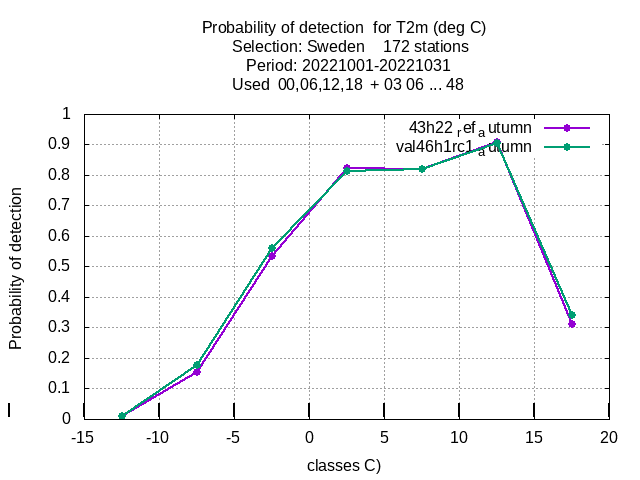 Probability of detection  for T2m (deg C)
Selection: Sweden    172 stations
Period: 20221001-20221031
Used  00,06,12,18  + 03 06 ... 48
43h22 ref autumn
val46h1rc1 autumn
Probability of detection
1
0.9
0.8
0.7
0.6
0.5
0.4
0.3
0.2
0.1
0
-15 -10 -5 0 5 10 15 20
classes C)